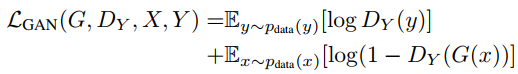 ℒ_GAN(G, D_Y, X, Y) =𝔼_{y∼p_data(y)}[log D_Y(y)]
+𝔼_{x∼p_data(x)}[log(1 − D_Y(G(x))]